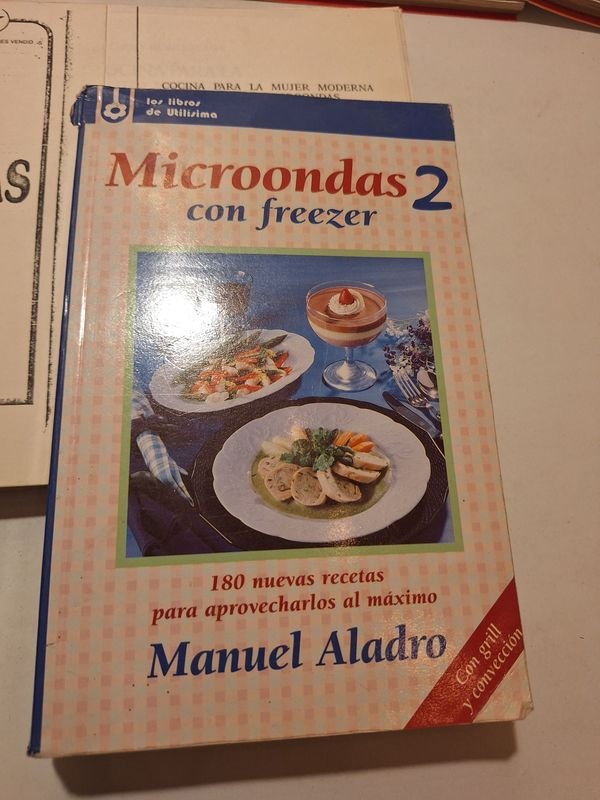 COCINA PARA LA MUJER MODERNA
los libros
de Utilísima
Microondas 2
con freezer
180 nuevas recetas
para aprovecharlos al máximo
Manuel Aladro
Con grill
y convección
AS